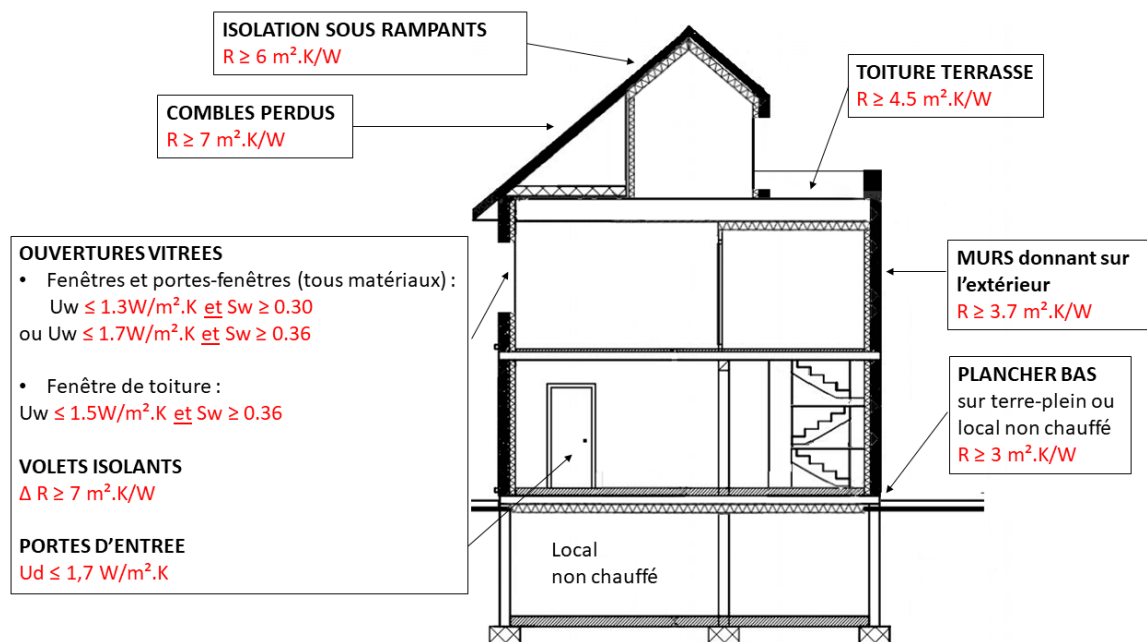 ISOLATION SOUS RAMPANTS
R ≥ 6 m².K/W
COMBLES PERDUS
R ≥ 7 m².K/W
TOITURE TERRASSE
R ≥ 4.5 m².K/W
OUVERTURES VITREES
• Fenêtres et portes-fenêtres (tous matériaux) :
Uw ≤ 1.3W/m².K et Sw ≥ 0.30
ou Uw ≤ 1.7W/m².K et Sw ≥ 0.36
• Fenêtre de toiture :
Uw ≤ 1.5W/m².K et Sw ≥ 0.36
VOLETS ISOLANTS
Δ R ≥ 7 m².K/W
PORTES D’ENTREE
Ud ≤ 1,7 W/m².K
MURS donnant sur
l’extérieur
R ≥ 3.7 m².K/W
PLANCHER BAS
sur terre-plein ou
local non chauffé
R ≥ 3 m².K/W
Local
non chauffé